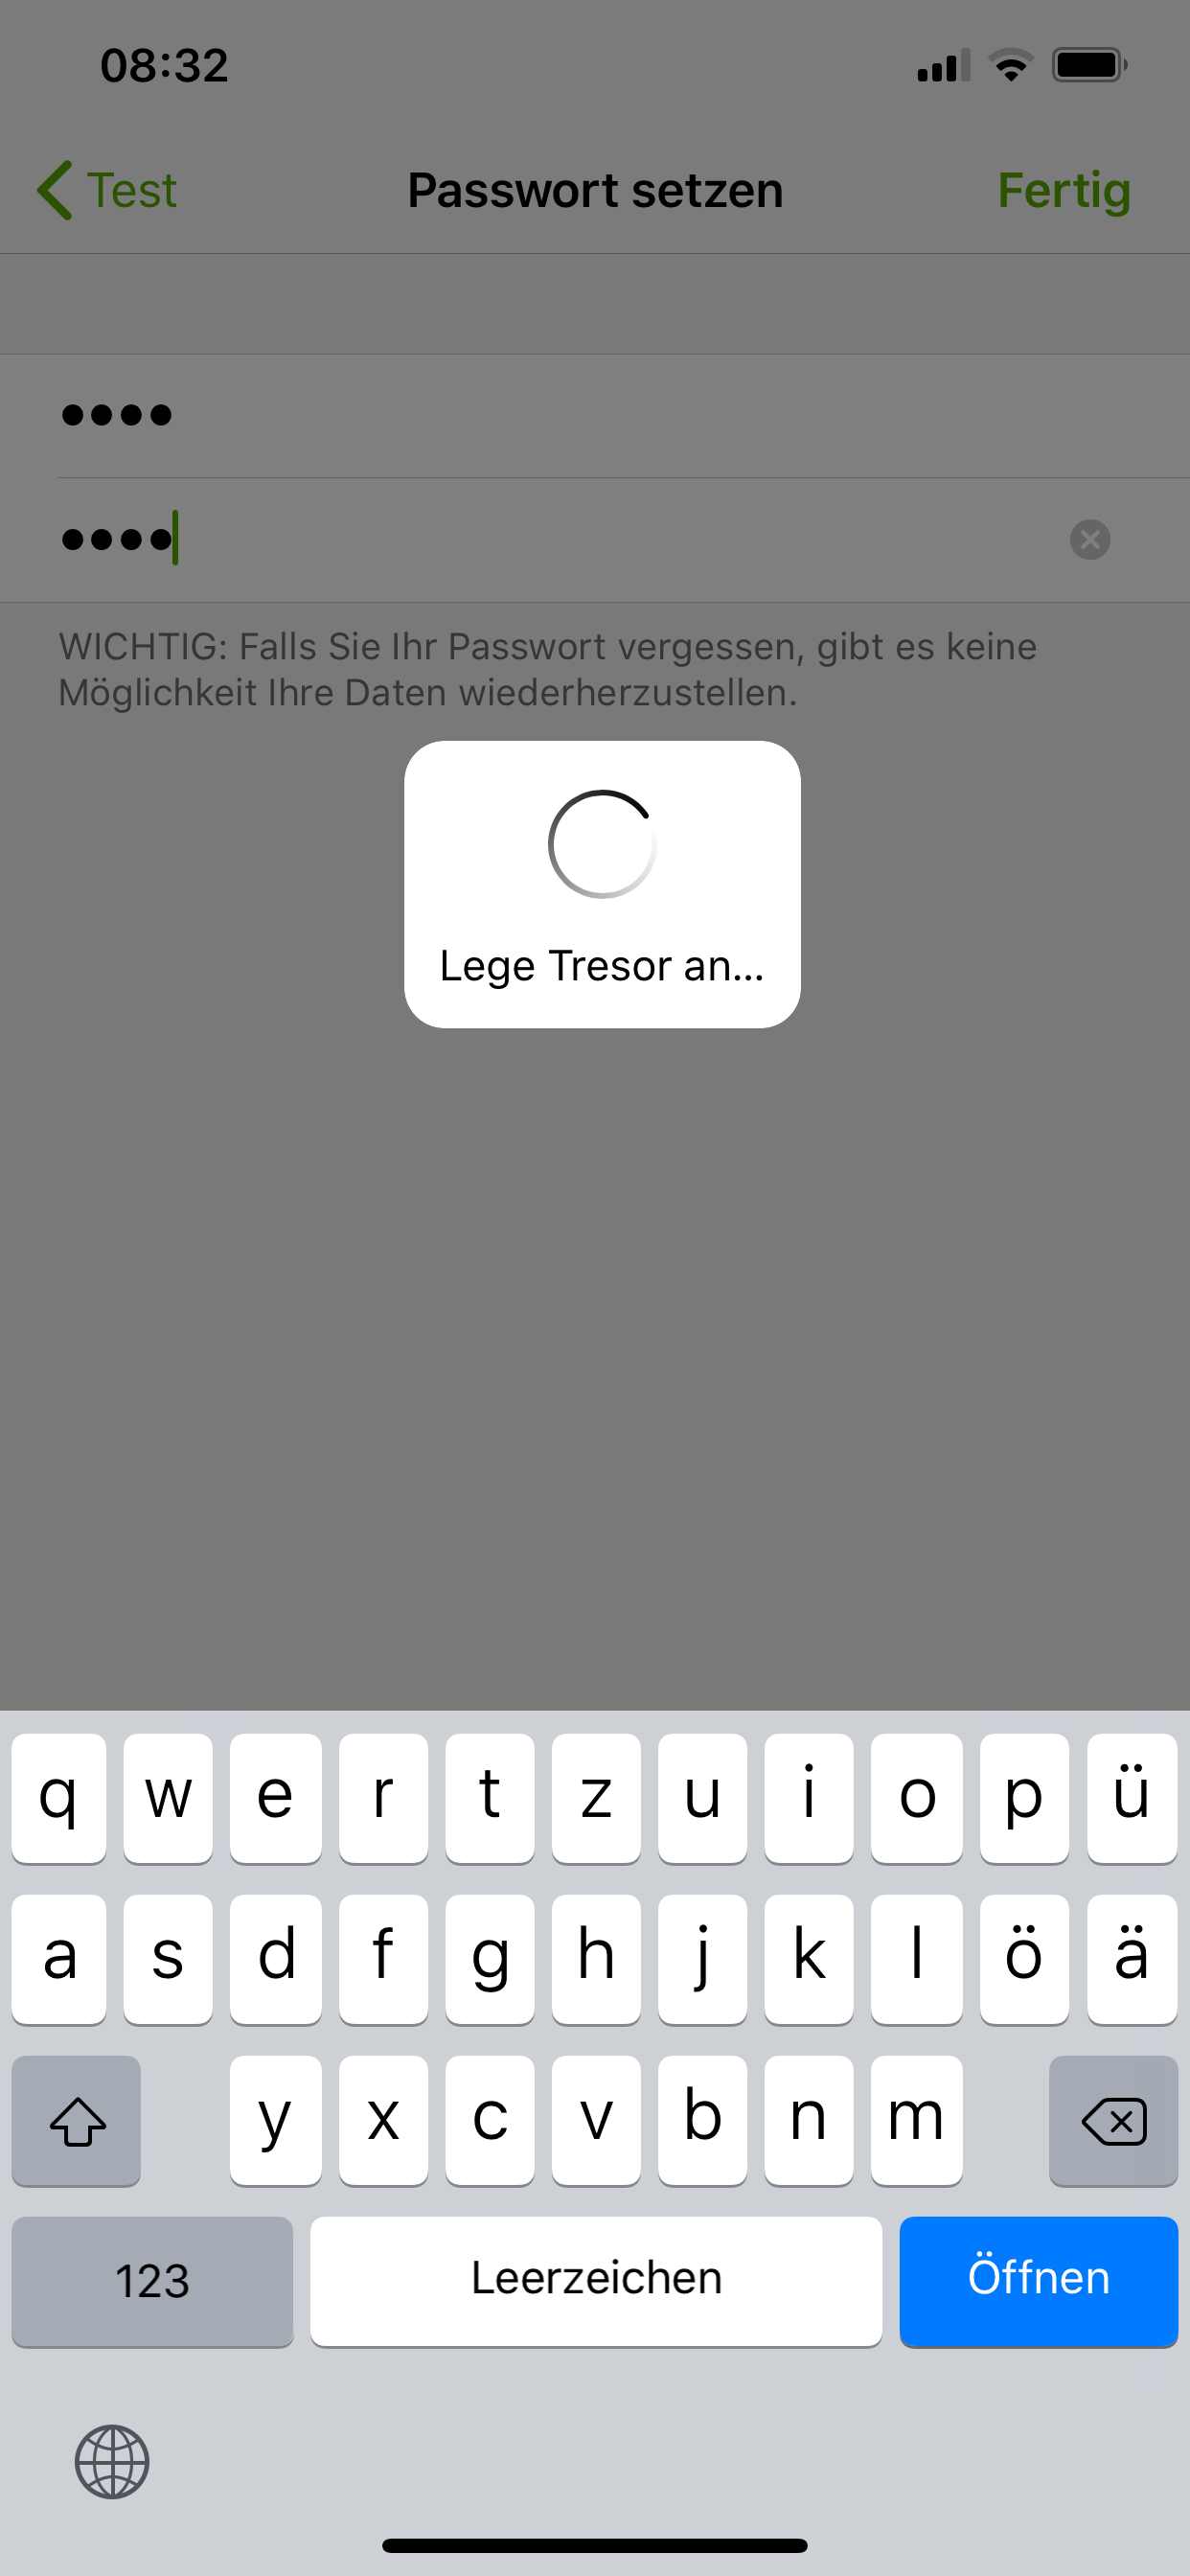 08:32
Test Passwort setzen Fertig
••••
••••
WICHTIG: Falls Sie Ihr Passwort vergessen, gibt es keine
Möglichkeit Ihre Daten wiederherzustellen.
Lege Tresor an...
q w e r t z u i o p ü
a s d f g h j k l ö ä
y x c v b n m
123 Leerzeichen Öffnen